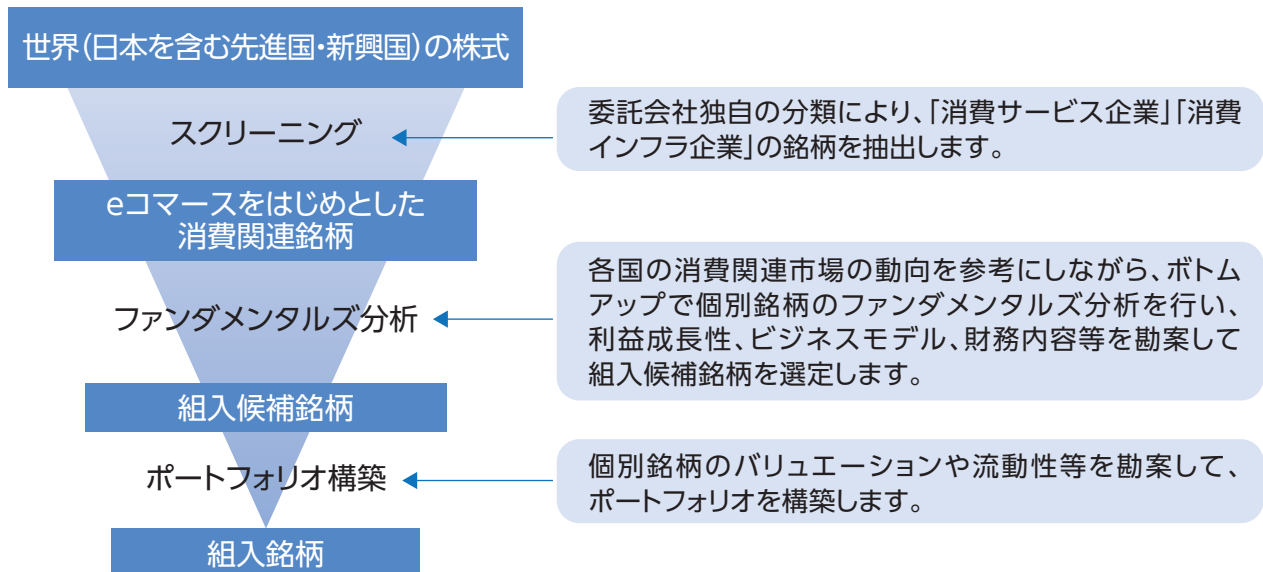 世界(日本を含む先進国・新興国)の株式
スクリーニング
委託会社独自の分類により、「消費サービス企業」「消費
インフラ企業」の銘柄を抽出します。
eコマースをはじめとした
消費関連銘柄
ファンダメンタルズ分析
各国の消費関連市場の動向を参考にしながら、ボトム
アップで個別銘柄のファンダメンタルズ分析を行い、
利益成長性、ビジネスモデル、財務内容等を勘案して
組入候補銘柄を選定します。
組入候補銘柄
ポートフォリオ構築
個別銘柄のバリュエーションや流動性等を勘案して、
ポートフォリオを構築します。
組入銘柄